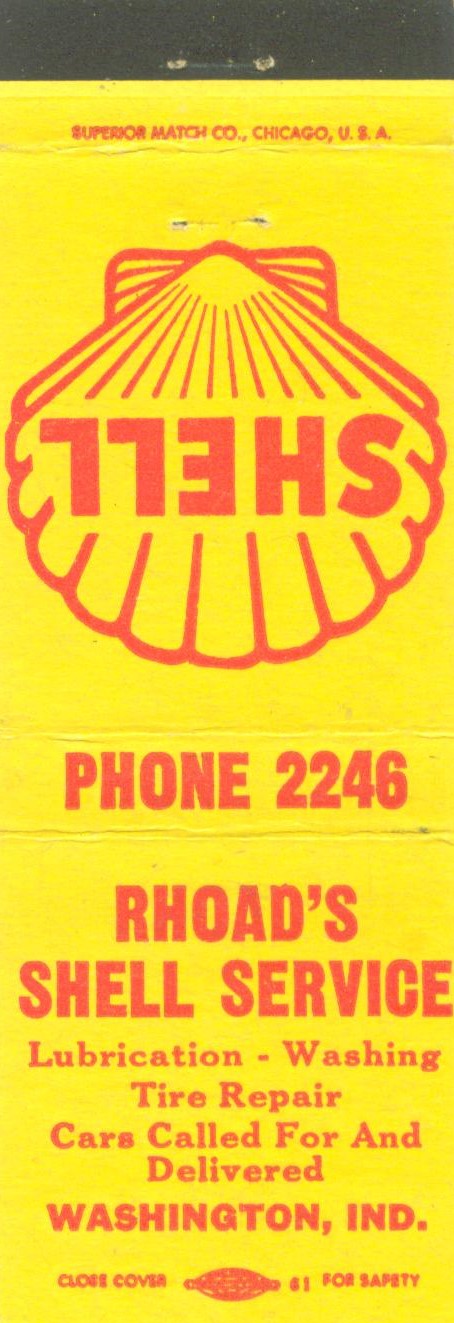 SUPERIOR MATCH CO., CHICAGO, U. S. A.
SHELL
PHONE 2246
RHOAD'S
SHELL SERVICE
Lubrication - Washing
Tire Repair
Cars Called For And
Delivered
WASHINGTON, IND.
CLOSE COVER 61 FOR SAFETY